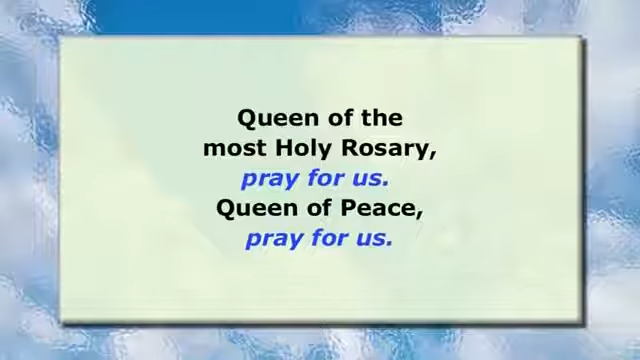 Queen of the
most Holy Rosary,
pray for us.
Queen of Peace,
pray for us.